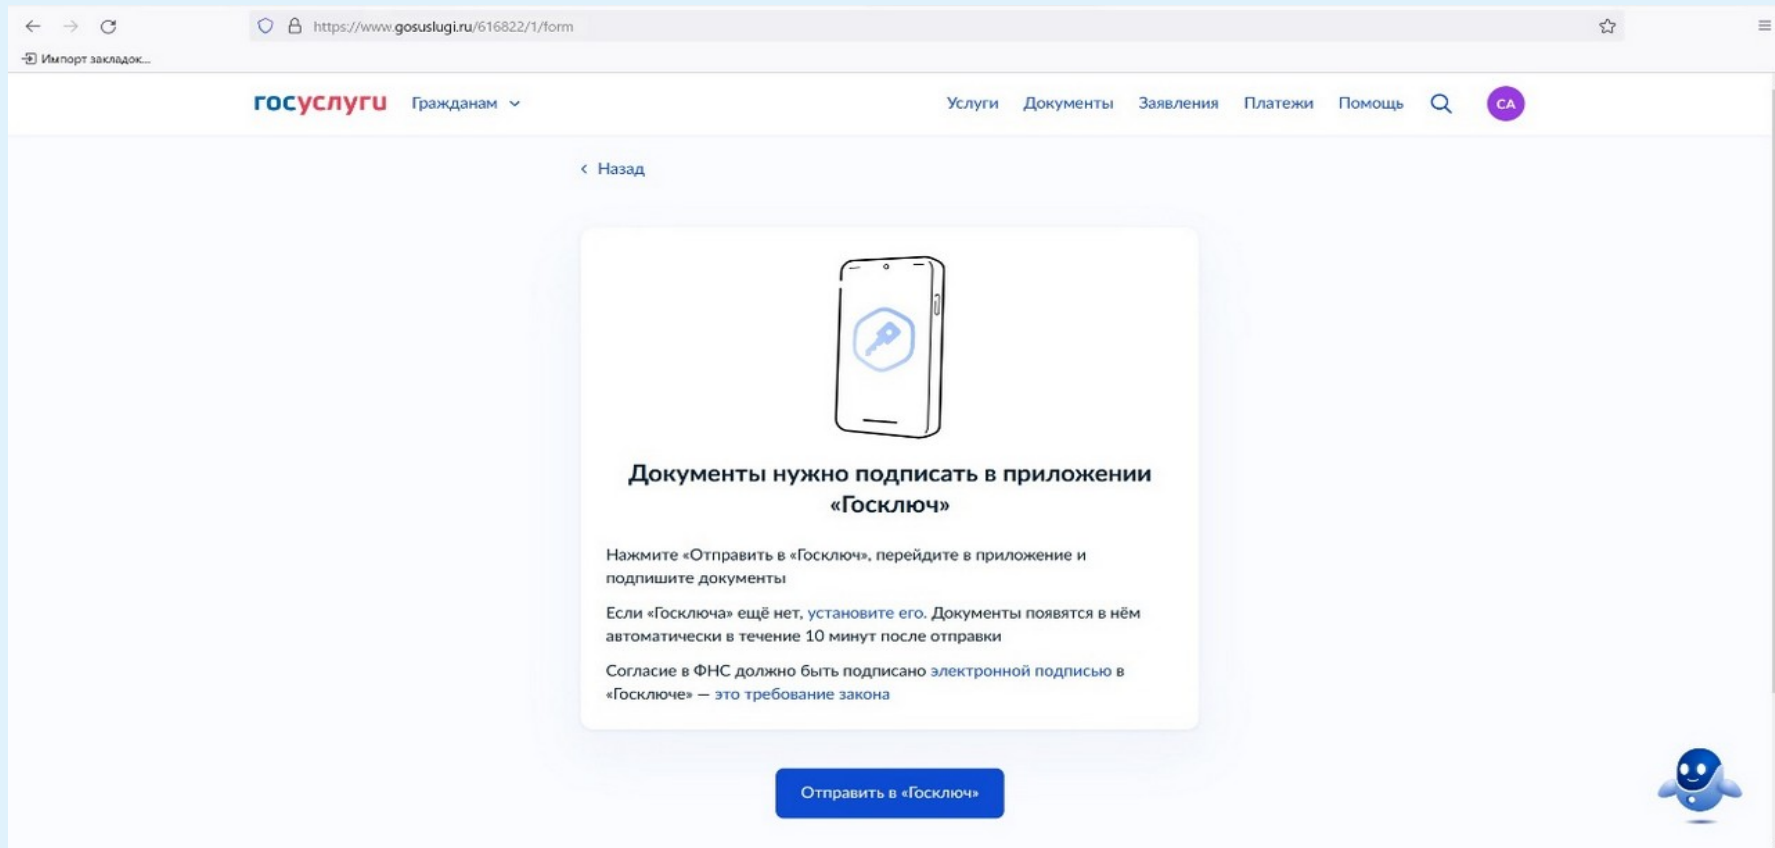 https://www.gosuslugi.ru/616822/1/form
Импорт закладок...
госуслуги Гражданам Услуги Документы Заявления Платежи Помощь СА
Назад
Документы нужно подписать в приложении
«Госключ»
Нажмите «Отправить в «Госключ», перейдите в приложение и
подпишите документы
Если «Госключа» ещё нет, установите его. Документы появятся в нём
автоматически в течение 10 минут после отправки
Согласие в ФНС должно быть подписано электронной подписью в
«Госключе» — это требование закона
Отправить в «Госключ»